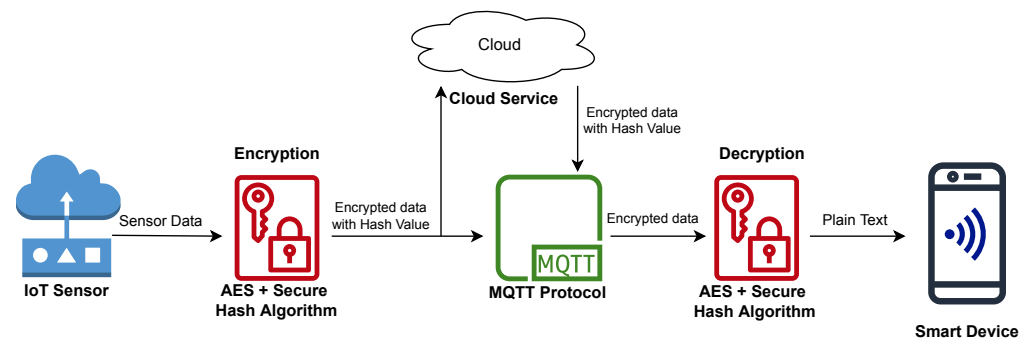 Cloud
Cloud Service
Encrypted data
with Hash Value
Encryption
Decryption
Sensor Data
Encrypted data
with Hash Value
Encrypted data
Plain Text
MQTT
IoT Sensor
AES + Secure
Hash Algorithm
MQTT Protocol
AES + Secure
Hash Algorithm
Smart Device